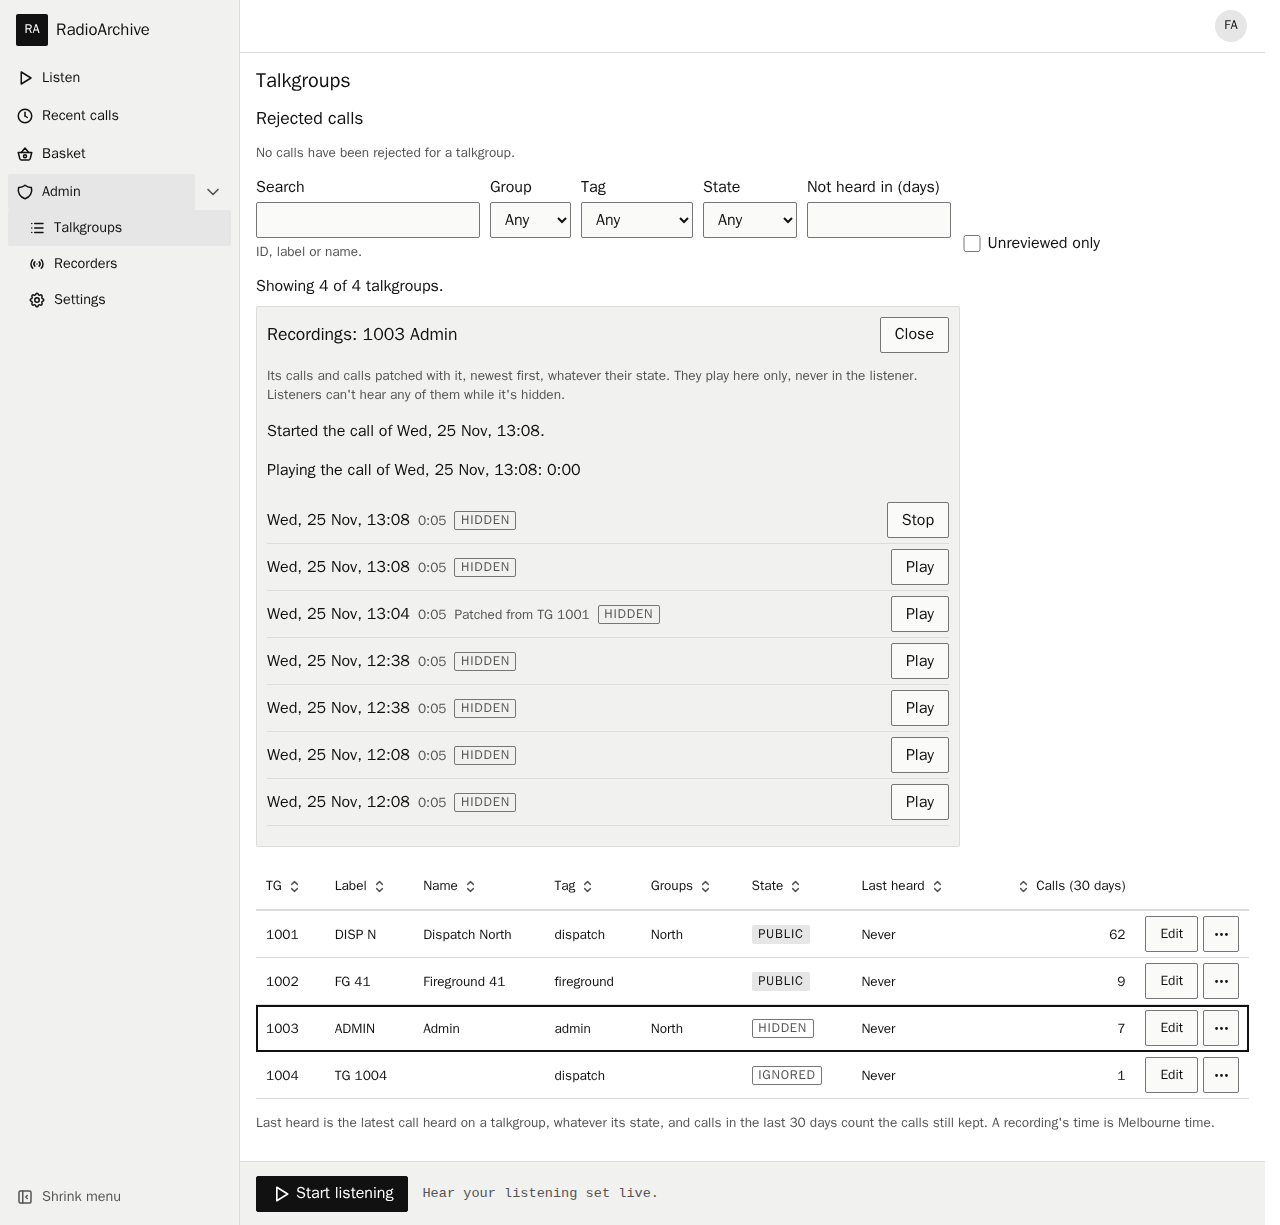 RA RadioArchive
FA
Listen
Recent calls
Basket
Admin
Talkgroups
Recorders
Settings
Shrink menu
Talkgroups
Rejected calls
No calls have been rejected for a talkgroup.
Search Group Tag State Not heard in (days)
Any Any Any
ID, label or name.
Unreviewed only
Showing 4 of 4 talkgroups.
Recordings: 1003 Admin Close
Its calls and calls patched with it, newest first, whatever their state. They play here only, never in the listener.
Listeners can't hear any of them while it's hidden.
Started the call of Wed, 25 Nov, 13:08.
Playing the call of Wed, 25 Nov, 13:08: 0:00
Wed, 25 Nov, 13:08 0:05 HIDDEN Stop
Wed, 25 Nov, 13:08 0:05 HIDDEN Play
Wed, 25 Nov, 13:04 0:05 Patched from TG 1001 HIDDEN Play
Wed, 25 Nov, 12:38 0:05 HIDDEN Play
Wed, 25 Nov, 12:38 0:05 HIDDEN Play
Wed, 25 Nov, 12:08 0:05 HIDDEN Play
Wed, 25 Nov, 12:08 0:05 HIDDEN Play
TG Label Name Tag Groups State Last heard Calls (30 days)
1001 DISP N Dispatch North dispatch North PUBLIC Never 62 Edit
1002 FG 41 Fireground 41 fireground PUBLIC Never 9 Edit
1003 ADMIN Admin admin North HIDDEN Never 7 Edit
1004 TG 1004 dispatch IGNORED Never 1 Edit
Last heard is the latest call heard on a talkgroup, whatever its state, and calls in the last 30 days count the calls still kept. A recording's time is Melbourne time.
Start listening Hear your listening set live.